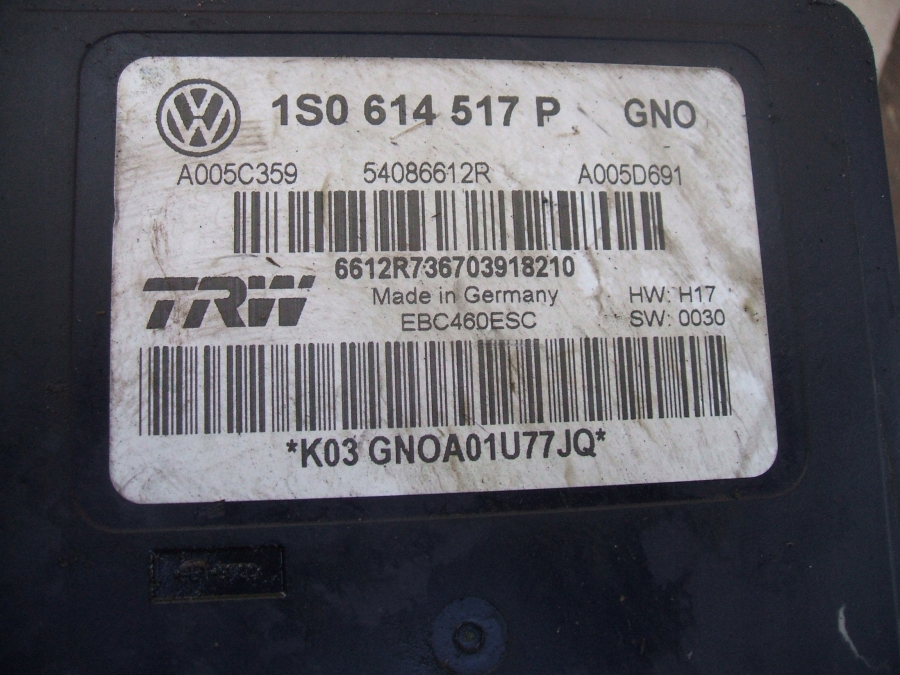 1S0 614 517 P GNO
A005C359 54086612R A005D691
6612R736703918210
TRW
Made in Germany HW: H17
EBC460ESC SW: 0030
*K03 GNOA01U77JQ*